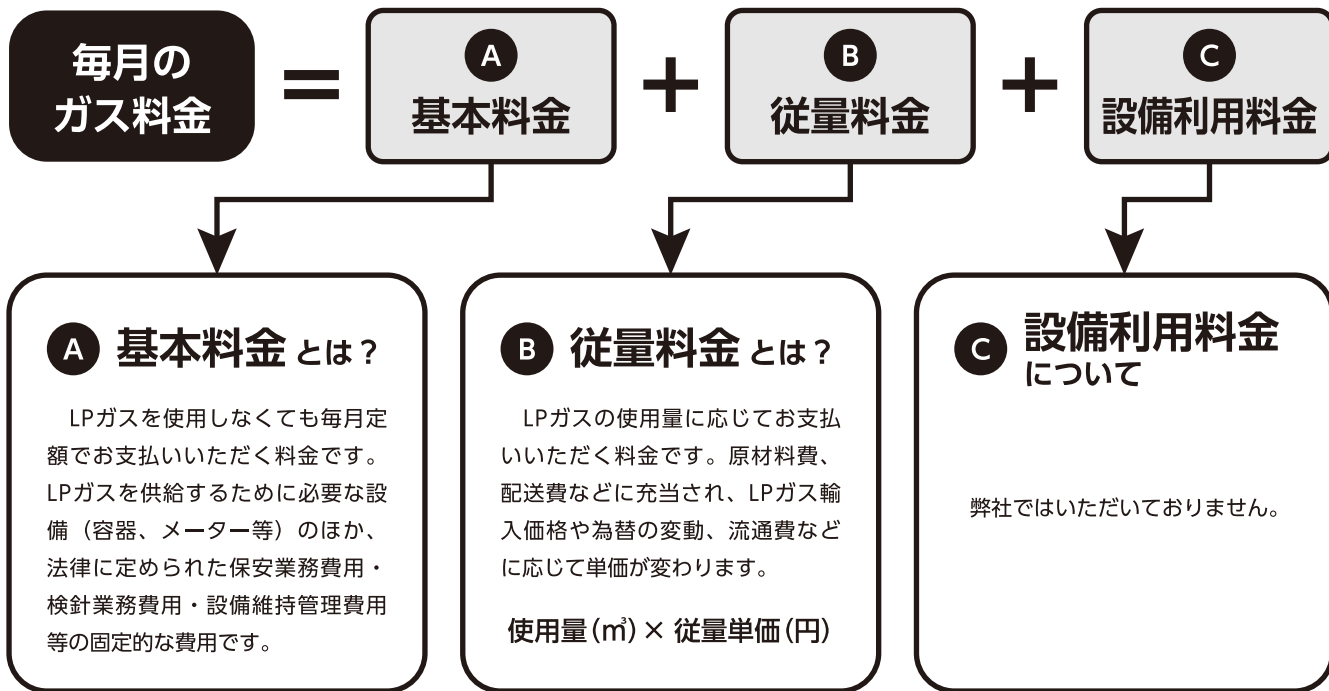 毎月の
ガス料金
=
A
基本料金
+
B
従量料金
+
C
設備利用料金
A 基本料金とは？
LPガスを使用しなくても毎月定
額でお支払いいただく料金です。
LPガスを供給するために必要な設
備（容器、メーター等）のほか、
法律に定められた保安業務費用・
検針業務費用・設備維持管理費用
等の固定的な費用です。
B 従量料金とは？
LPガスの使用量に応じてお支払
いいただく料金です。原材料費、
配送費などに充当され、LPガス輸
入価格や為替の変動、流通費など
に応じて単価が変わります。
使用量（㎥）× 従量単価（円）
C 設備利用料金
について
弊社ではいただいておりません。